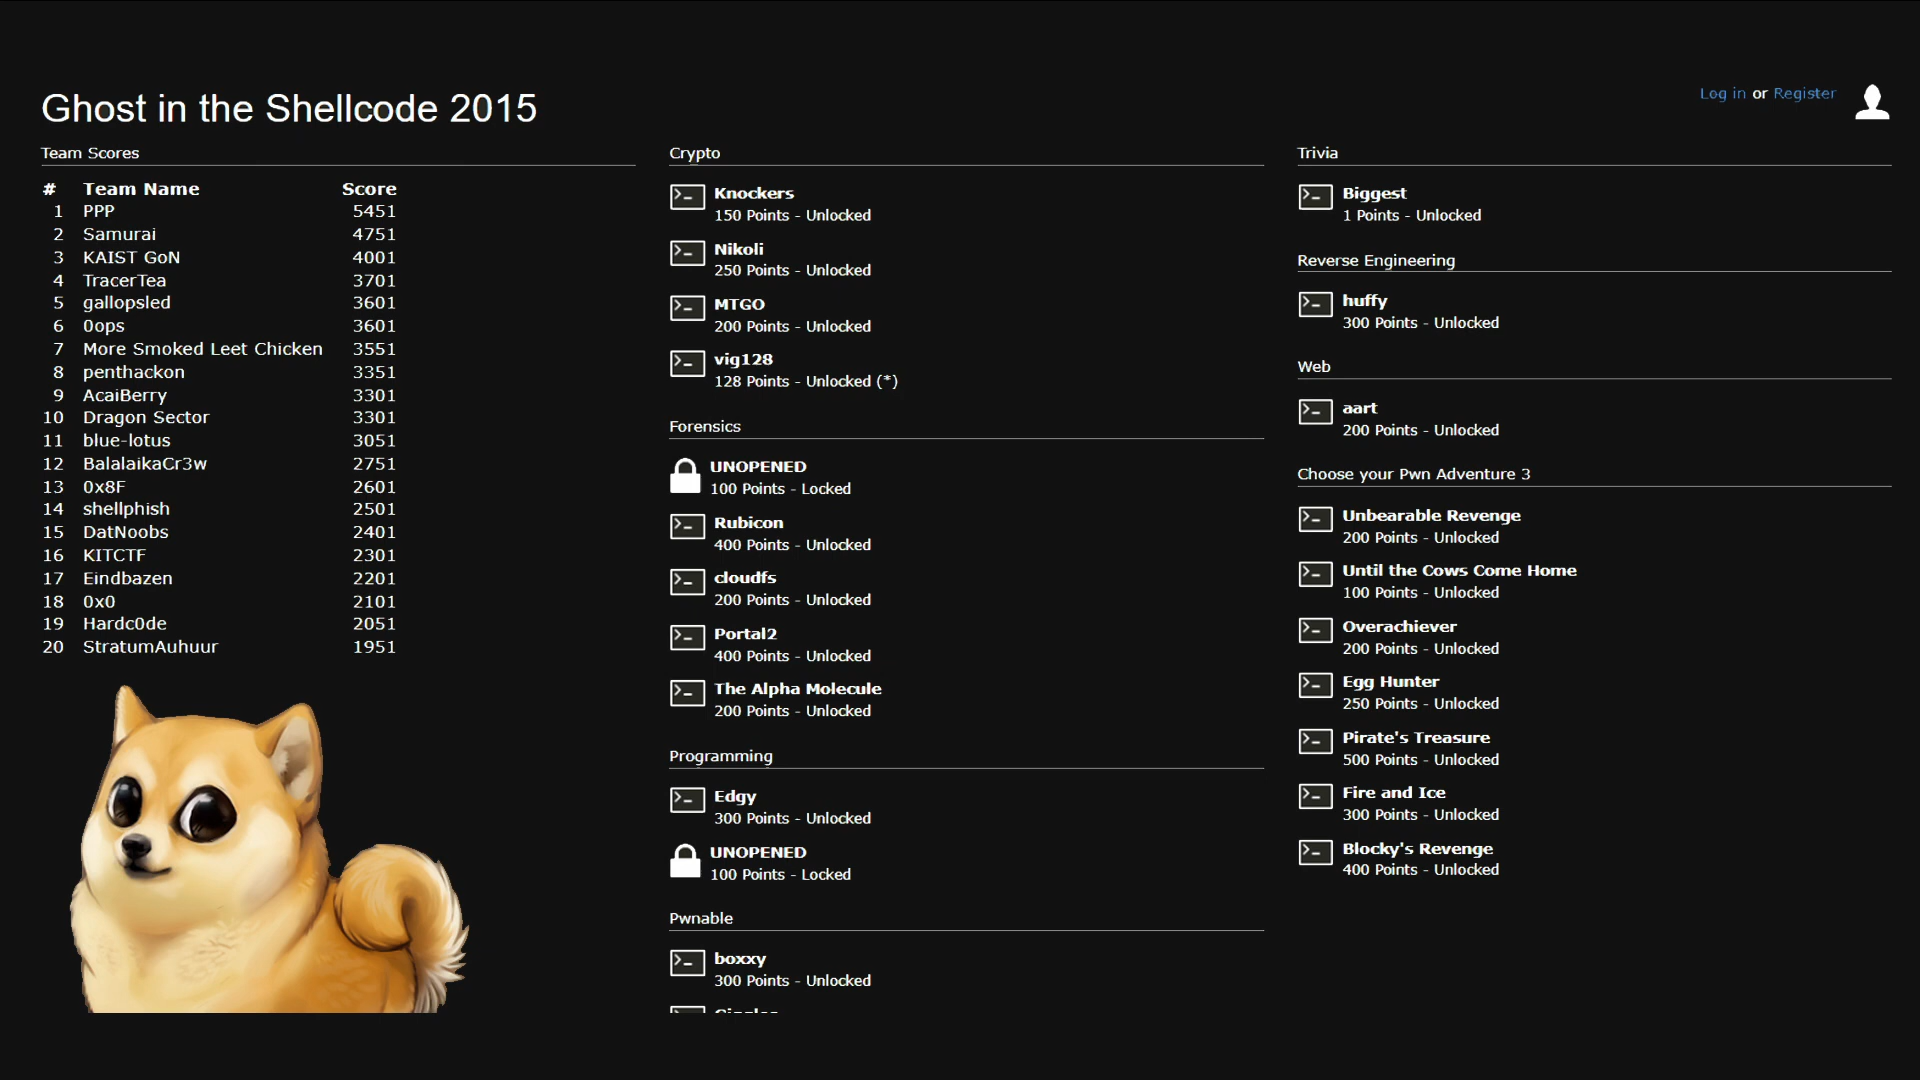 Ghost in the Shellcode 2015
Log in or Register
Team Scores
# Team Name Score
1 PPP 5451
2 Samurai 4751
3 KAIST GoN 4001
4 TracerTea 3701
5 gallopsled 3601
6 0ops 3601
7 More Smoked Leet Chicken 3551
8 penthackon 3351
9 AcaiBerry 3301
10 Dragon Sector 3301
11 blue-lotus 3051
12 BalalaikaCr3w 2751
13 0x8F 2601
14 shellphish 2501
15 DatNoobs 2401
16 KITCTF 2301
17 Eindbazen 2201
18 0x0 2101
19 Hardc0de 2051
20 StratumAuhuur 1951
Crypto
Knockers
150 Points - Unlocked
Nikoli
250 Points - Unlocked
MTGO
200 Points - Unlocked
vig128
128 Points - Unlocked (*)
Forensics
UNOPENED
100 Points - Locked
Rubicon
400 Points - Unlocked
cloudfs
200 Points - Unlocked
Portal2
400 Points - Unlocked
The Alpha Molecule
200 Points - Unlocked
Programming
Edgy
300 Points - Unlocked
UNOPENED
100 Points - Locked
Pwnable
boxxy
300 Points - Unlocked
Trivia
Biggest
1 Points - Unlocked
Reverse Engineering
huffy
300 Points - Unlocked
Web
aart
200 Points - Unlocked
Choose your Pwn Adventure 3
Unbearable Revenge
200 Points - Unlocked
Until the Cows Come Home
100 Points - Unlocked
Overachiever
200 Points - Unlocked
Egg Hunter
250 Points - Unlocked
Pirate's Treasure
500 Points - Unlocked
Fire and Ice
300 Points - Unlocked
Blocky's Revenge
400 Points - Unlocked